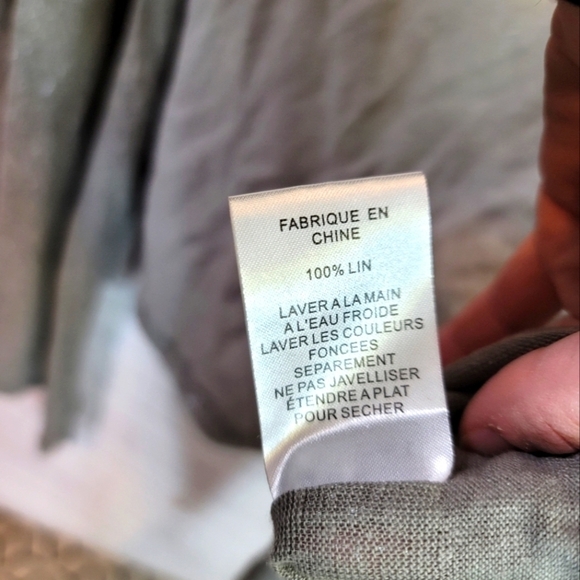 FABRIQUE EN
CHINE
100% LIN
LAVER A LA MAIN
A L'EAU FROIDE
LAVER LES COULEURS
FONCEES
SEPAREMENT
NE PAS JAVELLISER
ÉTENDRE A PLAT
POUR SECHER